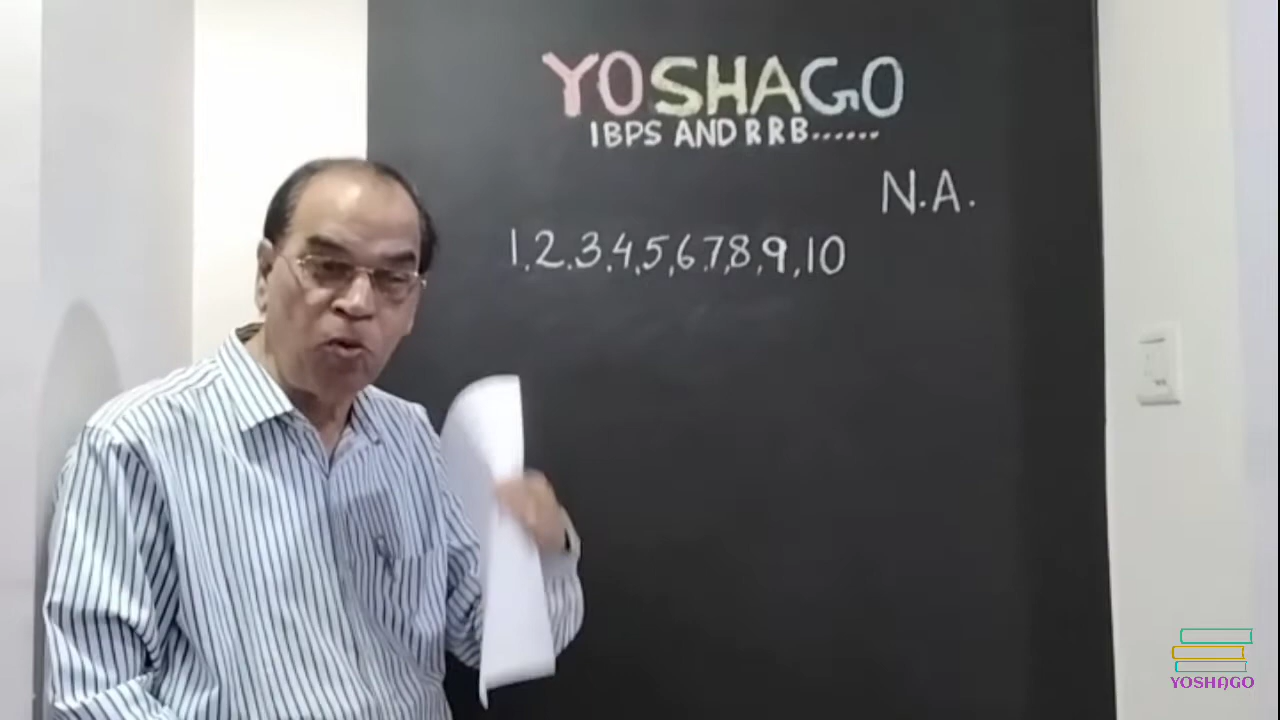 YOSHAGO
IBPS AND RRB......
N.A.
1,2,3,4,5,6,7,8,9,10
YOSHAGO